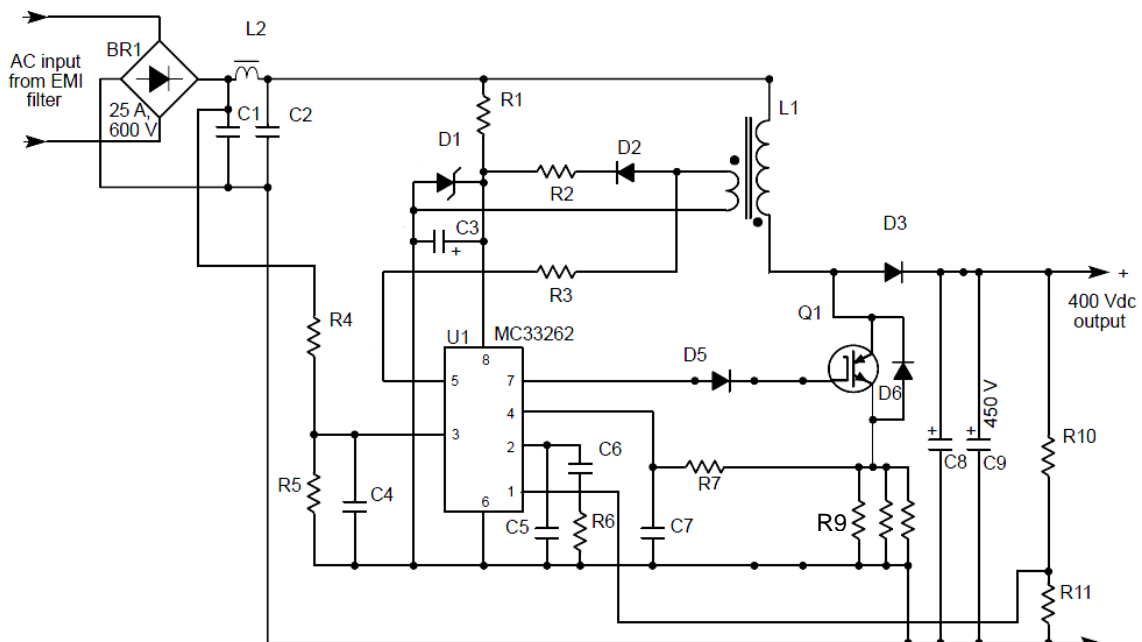 AC input
from EMI
filter
BR1
25 A,
600 V
L2
C1
C2
R1
L1
D1
D2
R2
C3
+
R3
D3
+
400 Vdc
output
R4
Q1
U1
MC33262
8
5
7
D5
D6
4
3
2
1
6
450 V
+
+
C8
C9
R10
C6
R7
R5
C4
C5
R6
C7
R9
R11